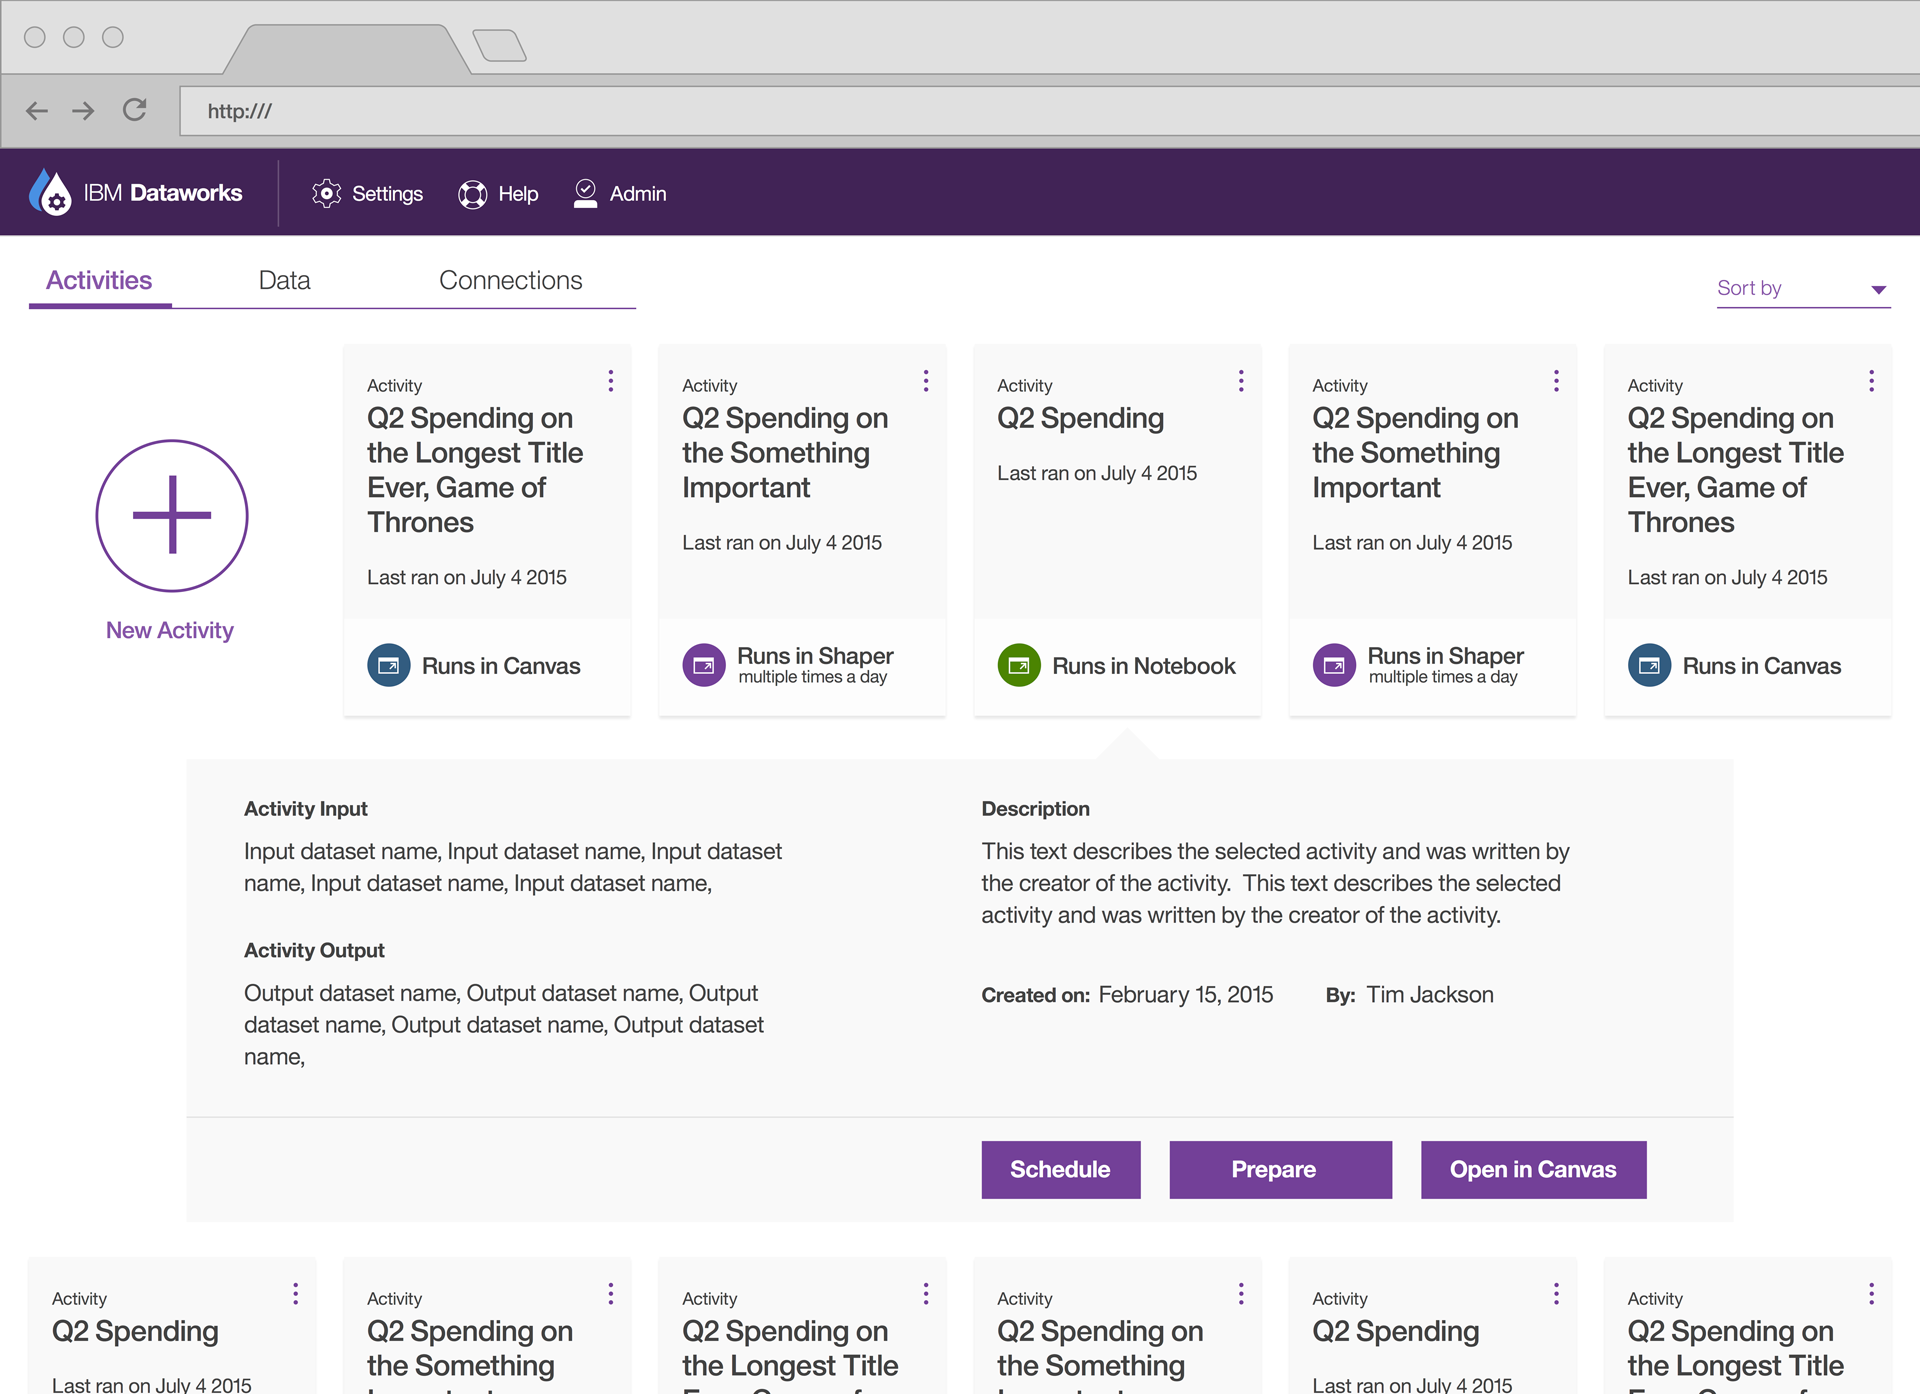 http:///
IBM Dataworks
Settings
Help
Admin
Activities
Data
Connections
Sort by
New Activity
Activity
Q2 Spending on
the Longest Title
Ever, Game of
Thrones
Last ran on July 4 2015
Runs in Canvas
Activity
Q2 Spending on
the Something
Important
Last ran on July 4 2015
Runs in Shaper
multiple times a day
Activity
Q2 Spending
Last ran on July 4 2015
Runs in Notebook
Activity
Q2 Spending on
the Something
Important
Last ran on July 4 2015
Runs in Shaper
multiple times a day
Activity
Q2 Spending on
the Longest Title
Ever, Game of
Thrones
Last ran on July 4 2015
Runs in Canvas
Activity Input
Input dataset name, Input dataset name, Input dataset
name, Input dataset name, Input dataset name,
Activity Output
Output dataset name, Output dataset name, Output
dataset name, Output dataset name, Output dataset
name,
Description
This text describes the selected activity and was written by
the creator of the activity.  This text describes the selected
activity and was written by the creator of the activity.
Created on: February 15, 2015
By: Tim Jackson
Schedule
Prepare
Open in Canvas
Activity
Q2 Spending
Last ran on July 4 2015
Activity
Q2 Spending on
the Something
Activity
Q2 Spending on
the Longest Title
Activity
Q2 Spending on
the Something
Activity
Q2 Spending
Last ran on July 4 2015
Activity
Q2 Spending on
the Longest Title